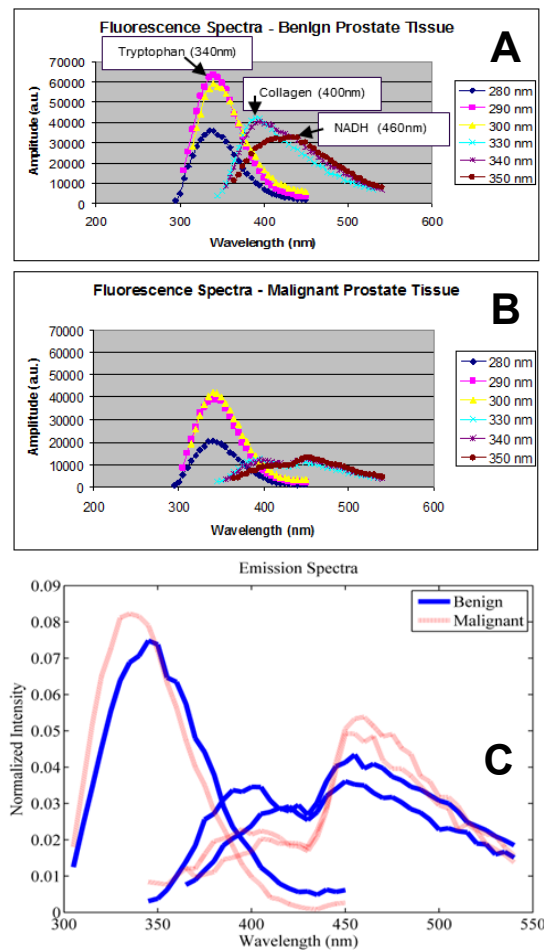 Fluorescence Spectra - Benign Prostate Tissue
A
Tryptophan (340nm)
Collagen (400nm)
NADH (460nm)
Amplitude (a.u.)
70000
60000
50000
40000
30000
20000
10000
0
200 300 400 500 600
Wavelength (nm)
280 nm
290 nm
300 nm
330 nm
340 nm
350 nm
Fluorescence Spectra - Malignant Prostate Tissue
B
Amplitude (a.u.)
70000
60000
50000
40000
30000
20000
10000
0
200 300 400 500 600
Wavelength (nm)
280 nm
290 nm
300 nm
330 nm
340 nm
350 nm
Emission Spectra
Benign
Malignant
C
Normalized Intensity
0.09
0.08
0.07
0.06
0.05
0.04
0.03
0.02
0.01
0
300 350 400 450 500 550
Wavelength (nm)